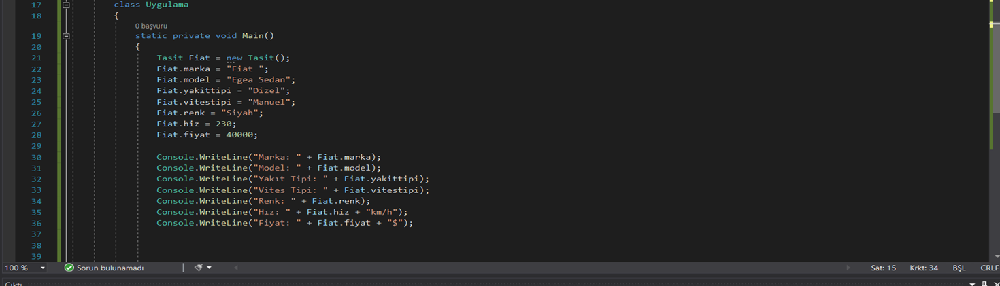 17 class Uygulama
18 {
0 başvuru
19 static private void Main()
20 {
21 Tasit Fiat = new Tasit();
22 Fiat.marka = "Fiat ";
23 Fiat.model = "Egea Sedan";
24 Fiat.yakittipi = "Dizel";
25 Fiat.vitestipi = "Manuel";
26 Fiat.renk = "Siyah";
27 Fiat.hiz = 230;
28 Fiat.fiyat = 40000;
29
30 Console.WriteLine("Marka: " + Fiat.marka);
31 Console.WriteLine("Model: " + Fiat.model);
32 Console.WriteLine("Yakıt Tipi: " + Fiat.yakittipi);
33 Console.WriteLine("Vites Tipi: " + Fiat.vitestipi);
34 Console.WriteLine("Renk: " + Fiat.renk);
35 Console.WriteLine("Hız: " + Fiat.hiz + "km/h");
36 Console.WriteLine("Fiyat: " + Fiat.fiyat + "$");
37
38
39
100 % Sorun bulunamadı Sat: 15 Krkt: 34 BŞL CRLF
Çıktı